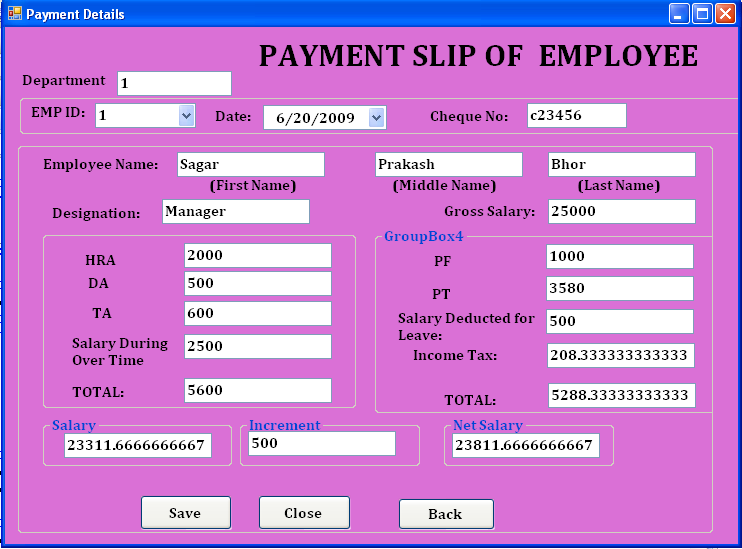 Payment Details
PAYMENT SLIP OF EMPLOYEE
Department 1
EMP ID: 1 Date: 6/20/2009 Cheque No: c23456
Employee Name: Sagar Prakash Bhor
(First Name) (Middle Name) (Last Name)
Designation: Manager Gross Salary: 25000
GroupBox4
HRA 2000 PF 1000
DA 500
PT 3580
TA 600
Salary Deducted for Leave: 500
Salary During Over Time 2500
Income Tax: 208.333333333333
TOTAL: 5600 TOTAL: 5288.33333333333
Salary Increment Net Salary
23311.6666666667 500 23811.6666666667
Save Close Back